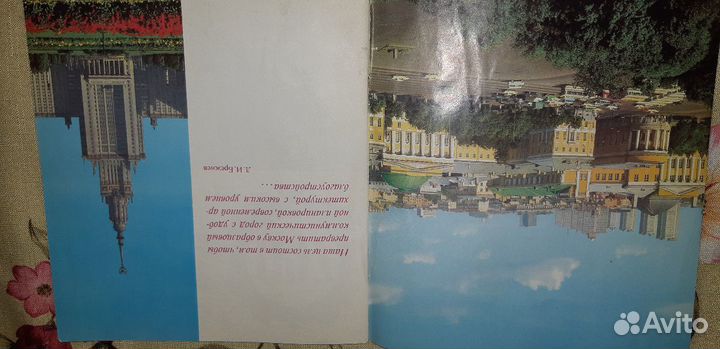 Наша цель состоит в том, чтобы
превратить Москву в образцовый
коммунистический город с удоб-
ной планировкой, современной ар-
хитектурой, с высоким уровнем
благоустройства...
Л. И. Брежнев
Avito